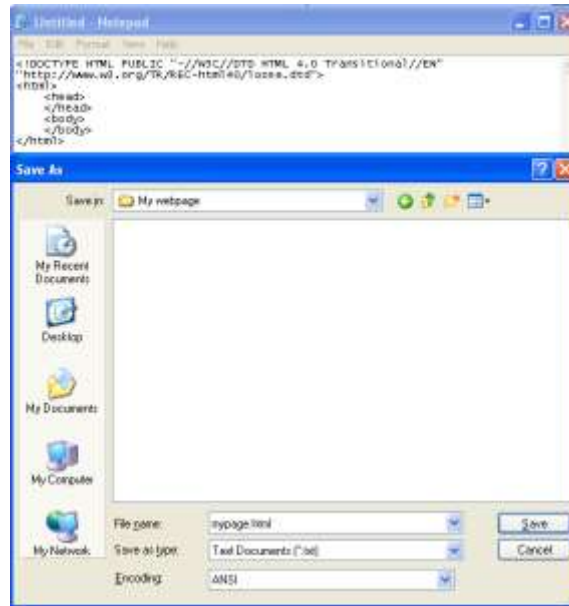 Untitled - Notepad
File Edit Format View Help
<!DOCTYPE HTML PUBLIC "-//W3C//DTD HTML 4.0 Transitional//EN"
"http://www.w3.org/TR/REC-html40/loose.dtd">
<html>
<head>
</head>
<body>
</body>
</html>
Save As
Save in: My webpage
My Recent
Documents
Desktop
My Documents
My Computer
My Network
File name: mypage.html
Save as type: Text Documents (*.txt)
Encoding: ANSI
Save
Cancel